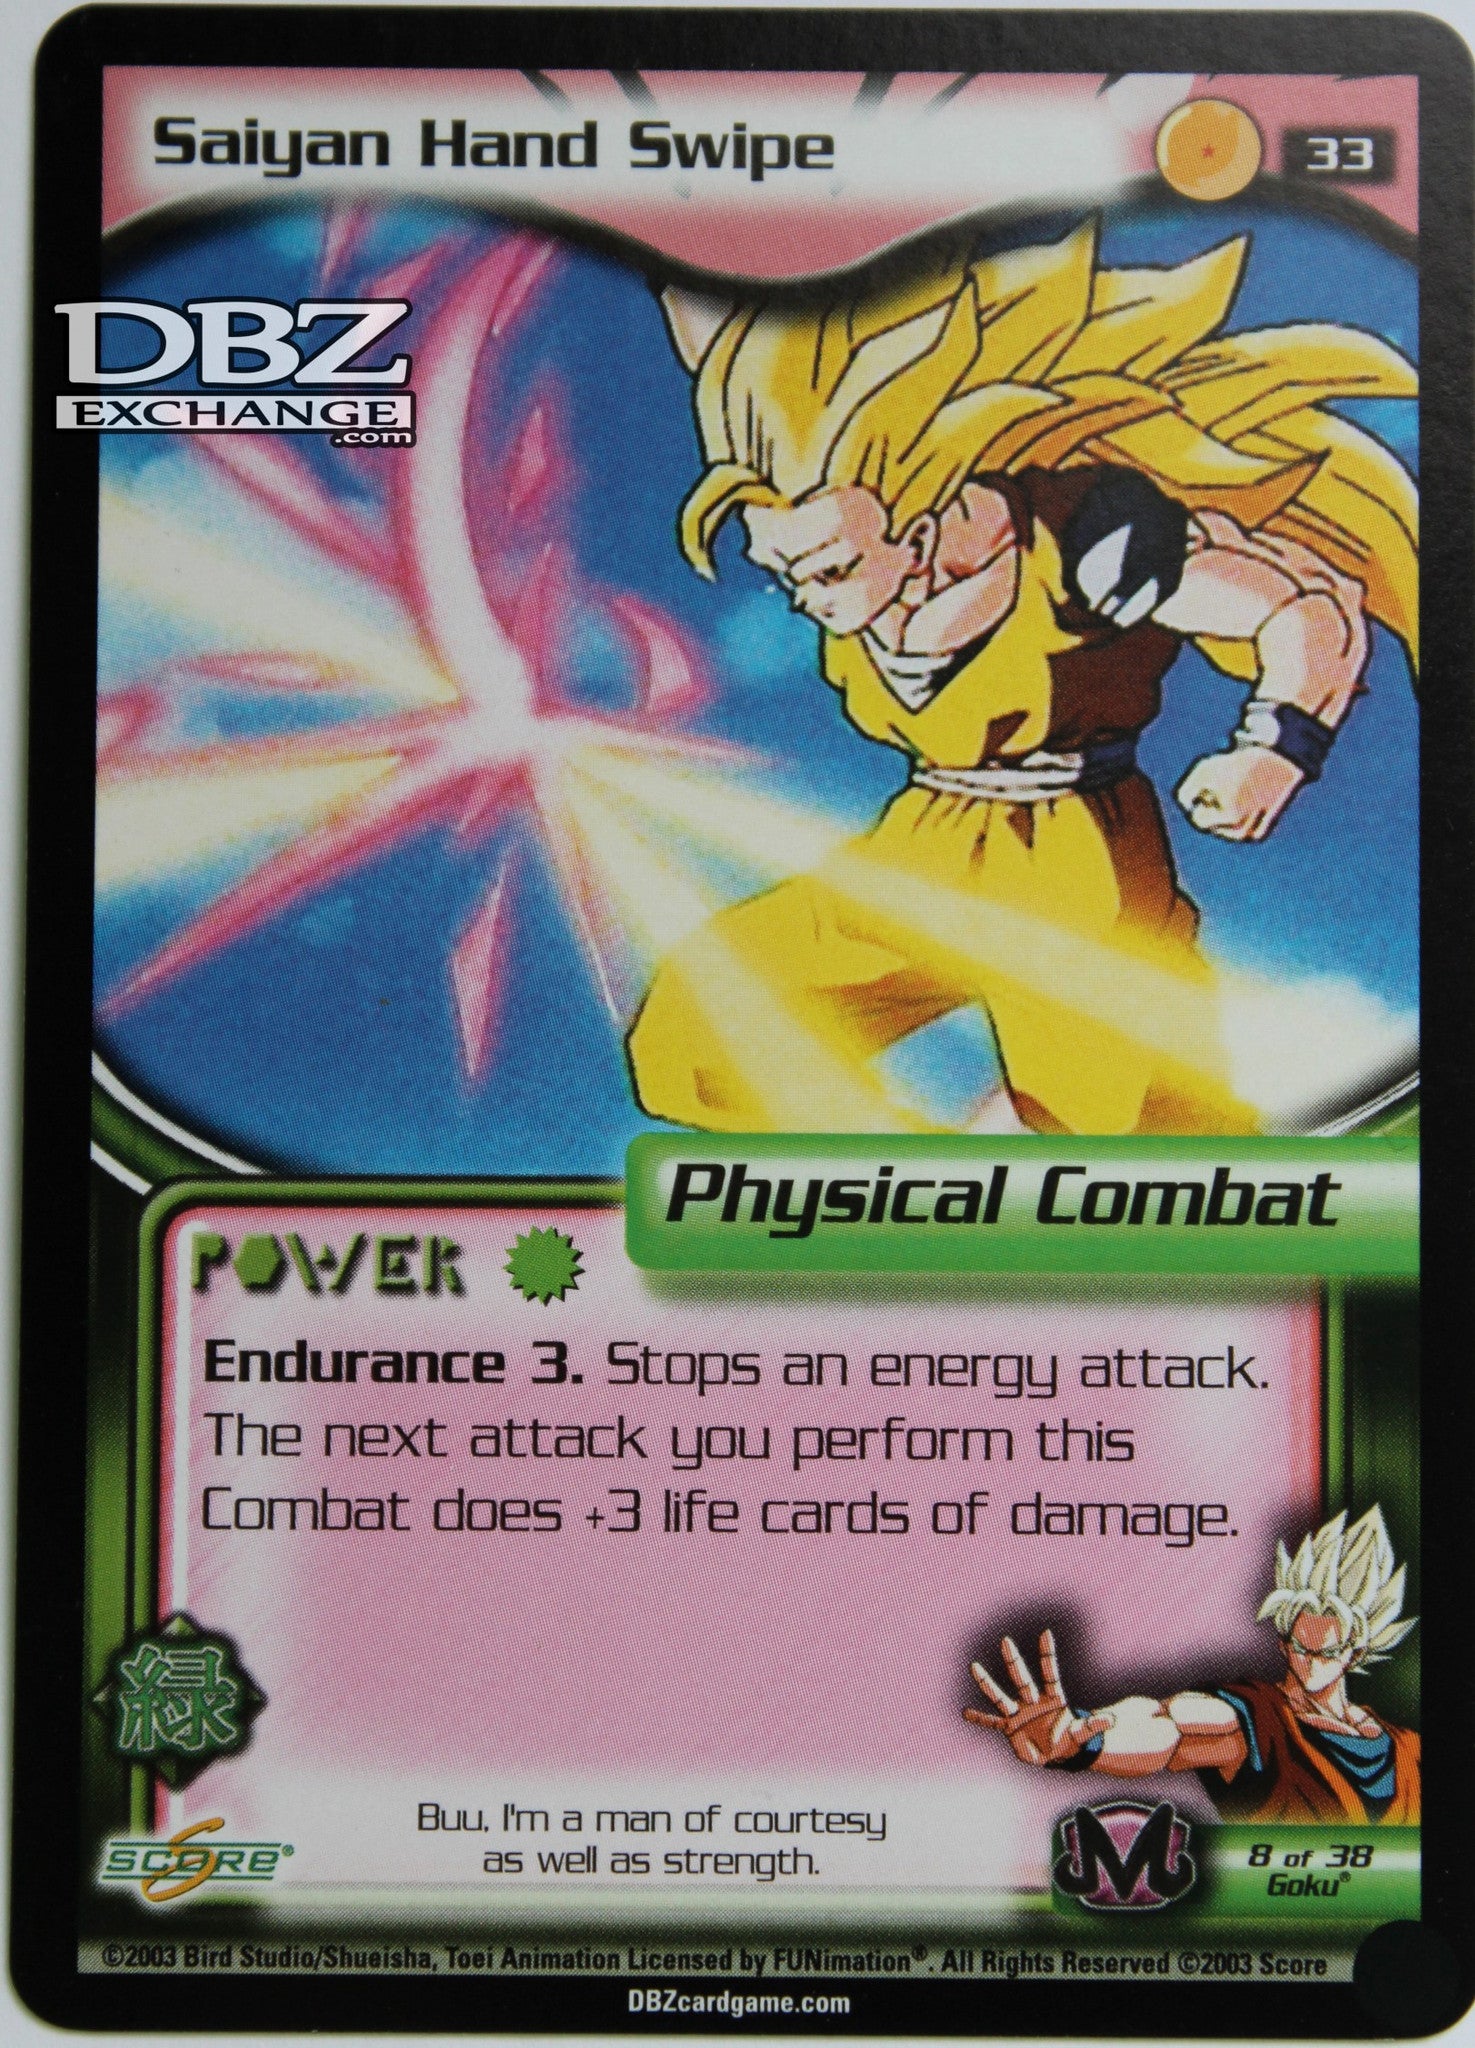 Saiyan Hand Swipe
33
DBZ
EXCHANGE
.com
Physical Combat
POWER
Endurance 3. Stops an energy attack.
The next attack you perform this
Combat does +3 life cards of damage.
緑
Buu, I'm a man of courtesy
as well as strength.
SCORE®
M
8 of 38
Goku®
©2003 Bird Studio/Shueisha, Toei Animation Licensed by FUNimation®. All Rights Reserved ©2003 Score
DBZcardgame.com